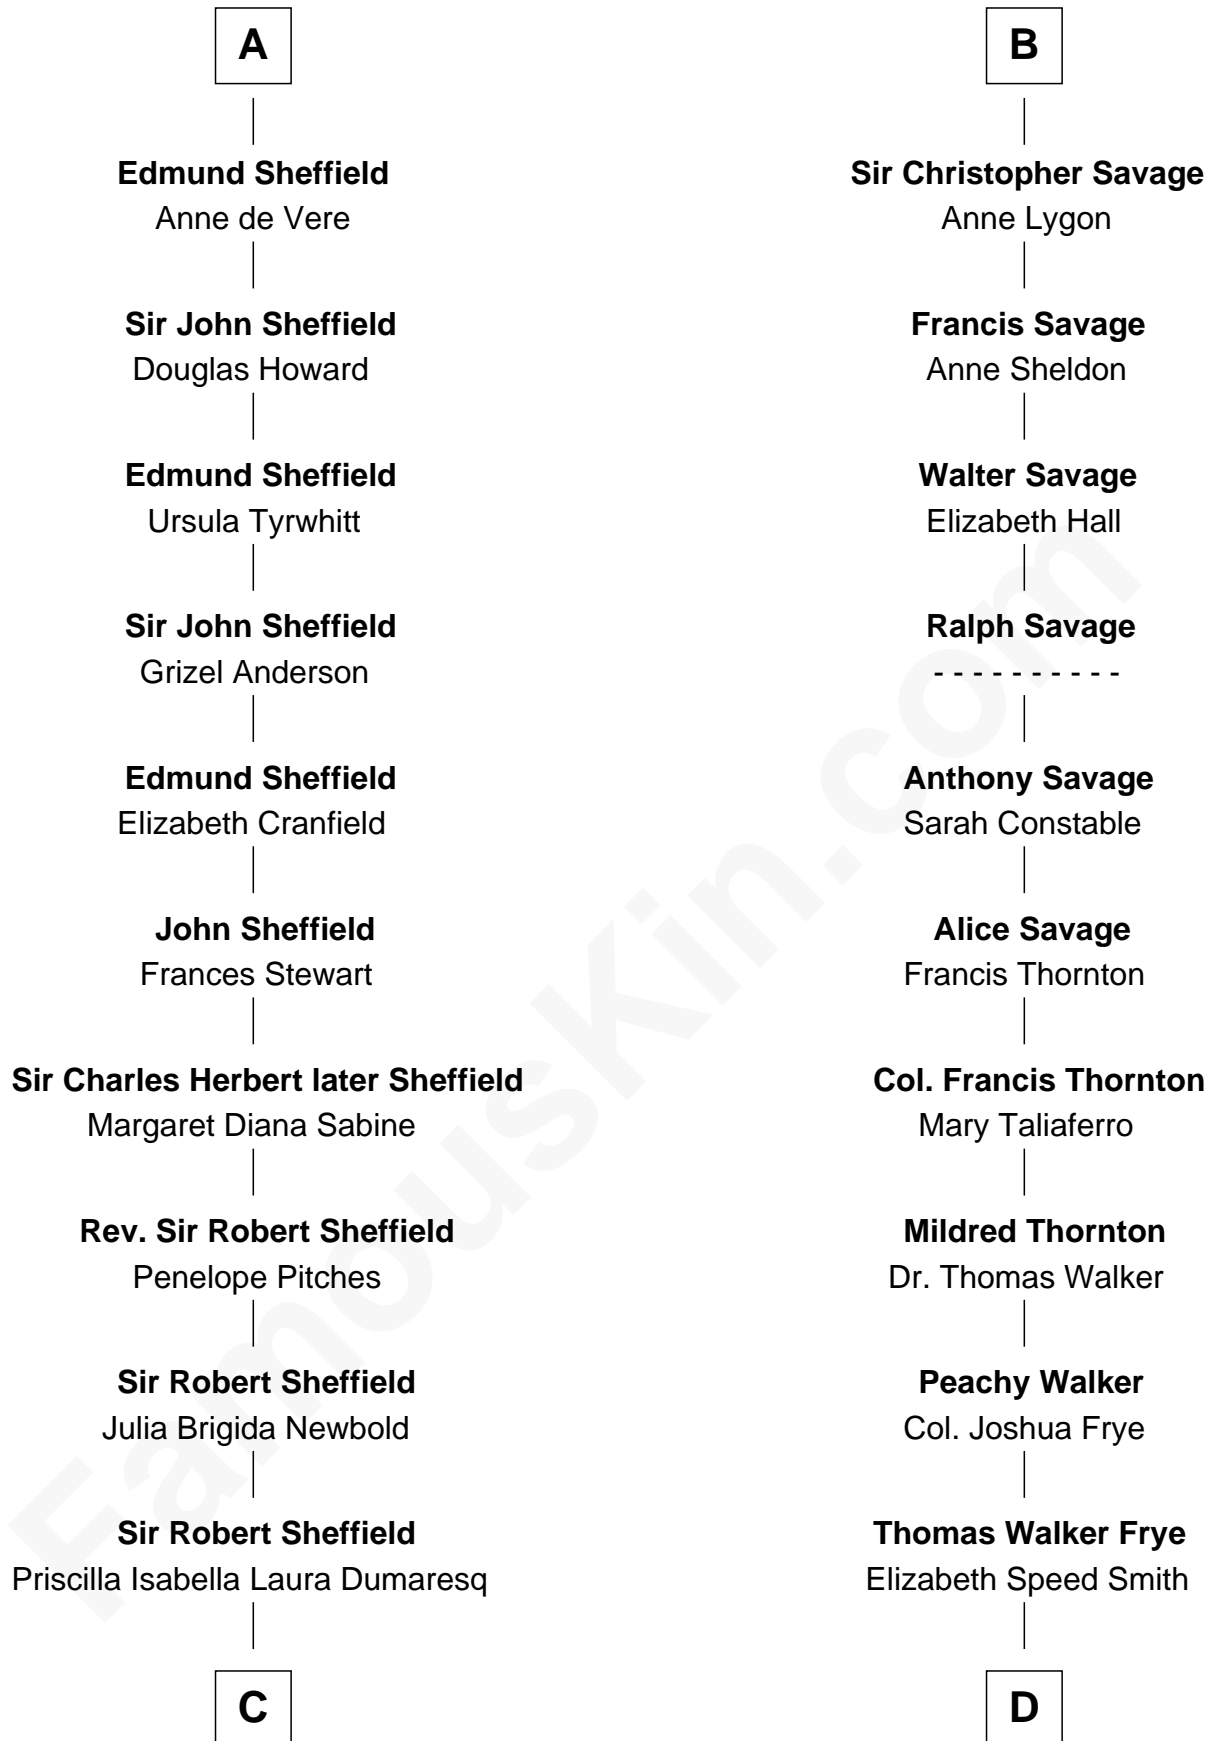 A
Edmund Sheffield
Anne de Vere
Sir John Sheffield
Douglas Howard
Edmund Sheffield
Ursula Tyrwhitt
Sir John Sheffield
Grizel Anderson
Edmund Sheffield
Elizabeth Cranfield
John Sheffield
Frances Stewart
Sir Charles Herbert later Sheffield
Margaret Diana Sabine
Rev. Sir Robert Sheffield
Penelope Pitches
Sir Robert Sheffield
Julia Brigida Newbold
Sir Robert Sheffield
Priscilla Isabella Laura Dumaresq
C
B
Sir Christopher Savage
Anne Lygon
Francis Savage
Anne Sheldon
Walter Savage
Elizabeth Hall
Ralph Savage
- - - - - - - - - -
Anthony Savage
Sarah Constable
Alice Savage
Francis Thornton
Col. Francis Thornton
Mary Taliaferro
Mildred Thornton
Dr. Thomas Walker
Peachy Walker
Col. Joshua Frye
Thomas Walker Frye
Elizabeth Speed Smith
D
FamousKin.com